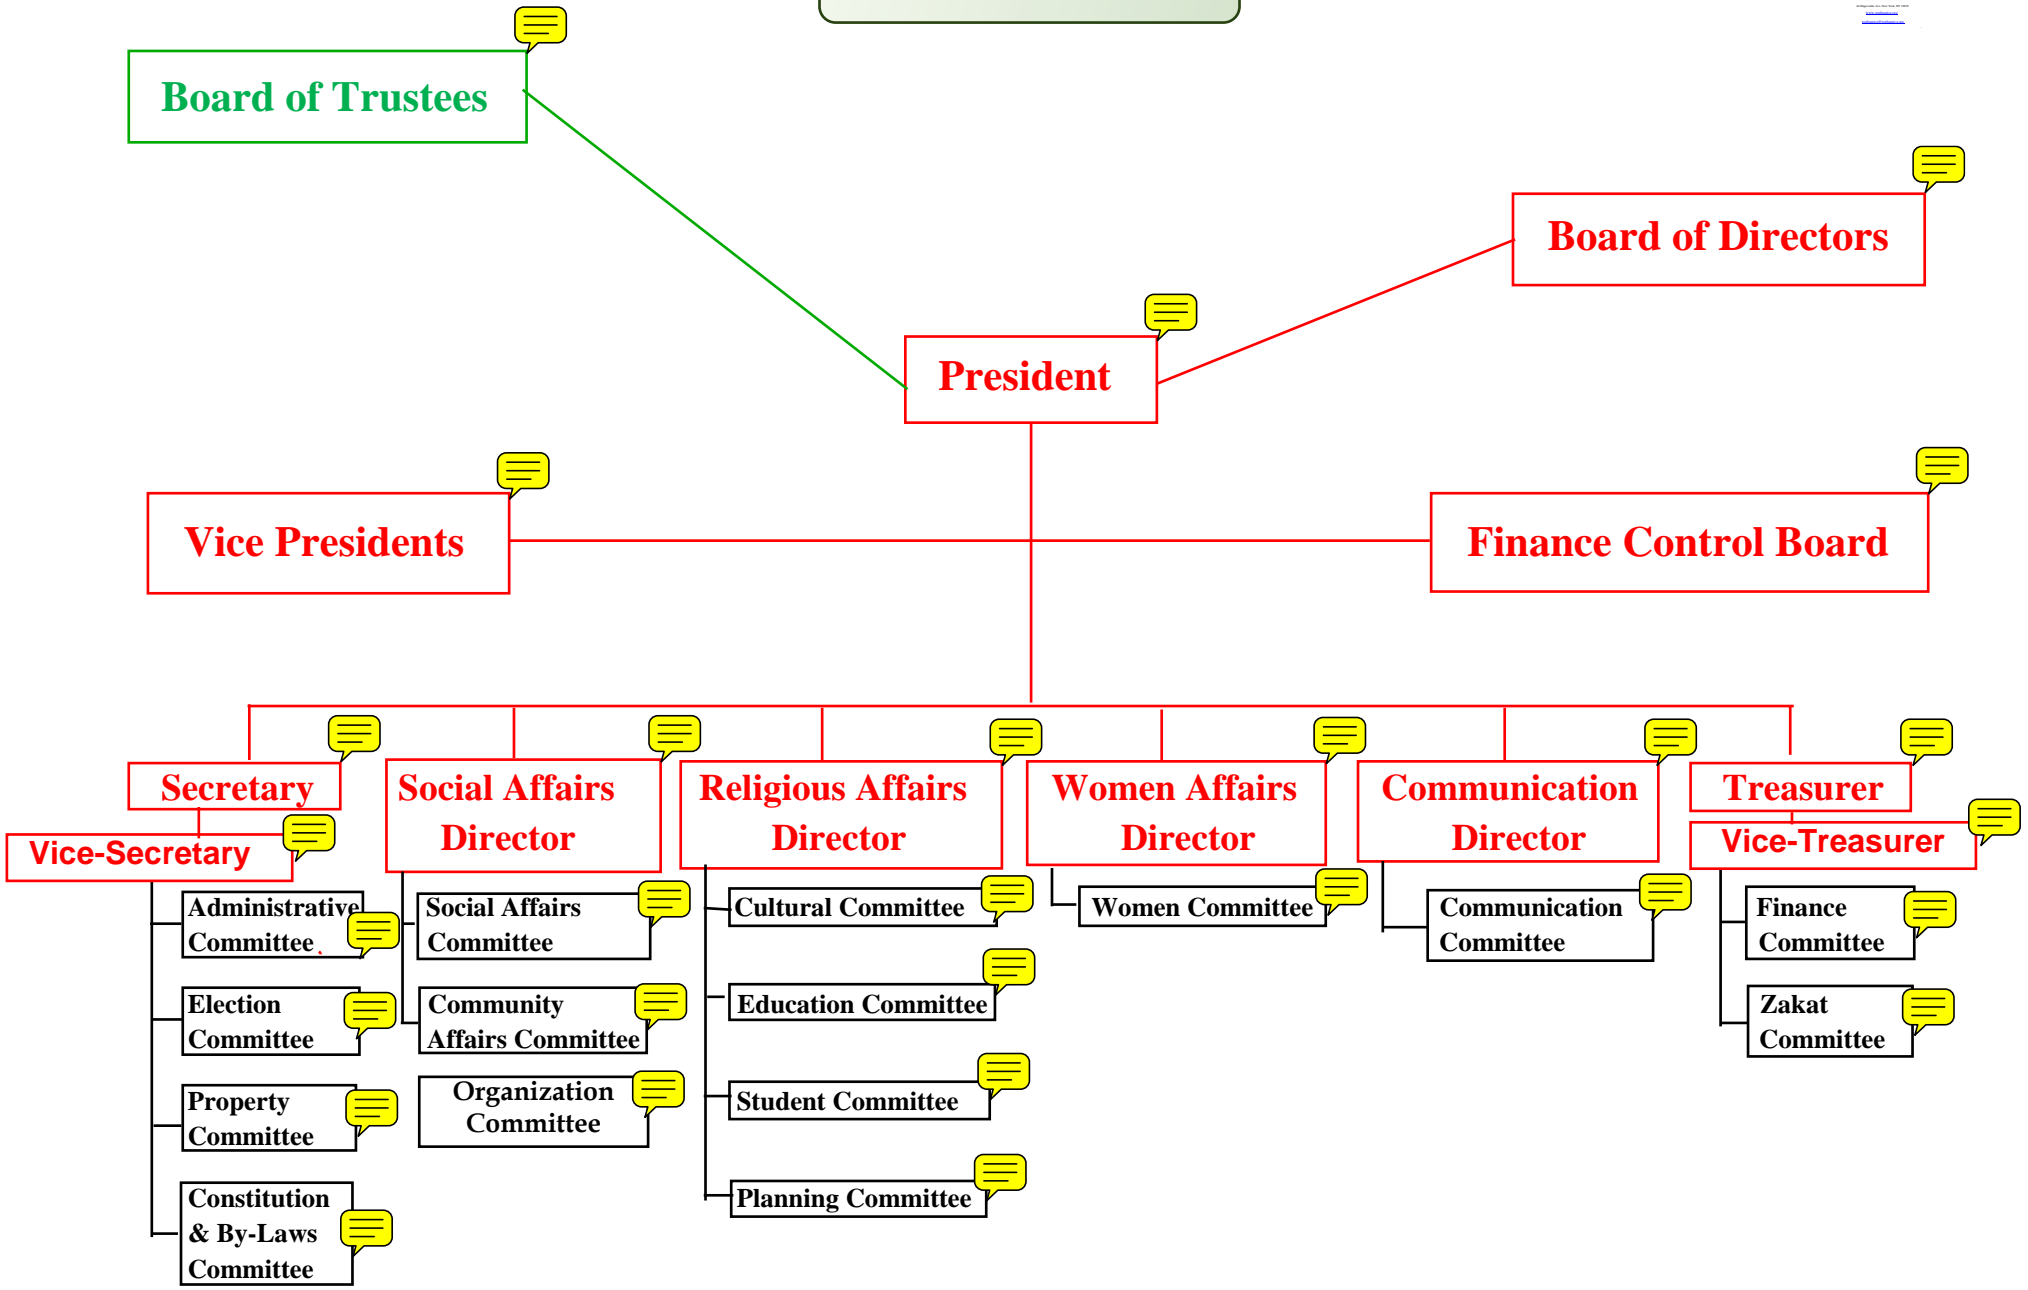 Board of Trustees
Board of Directors
President
Vice Presidents
Finance Control Board
Secretary
Vice-Secretary
Administrative
Committee
Election
Committee
Property
Committee
Constitution
& By-Laws
Committee
Social Affairs
Director
Social Affairs
Committee
Community
Affairs Committee
Organization
Committee
Religious Affairs
Director
Cultural Committee
Education Committee
Student Committee
Planning Committee
Women Affairs
Director
Women Committee
Communication
Director
Communication
Committee
Treasurer
Vice-Treasurer
Finance
Committee
Zakat
Committee